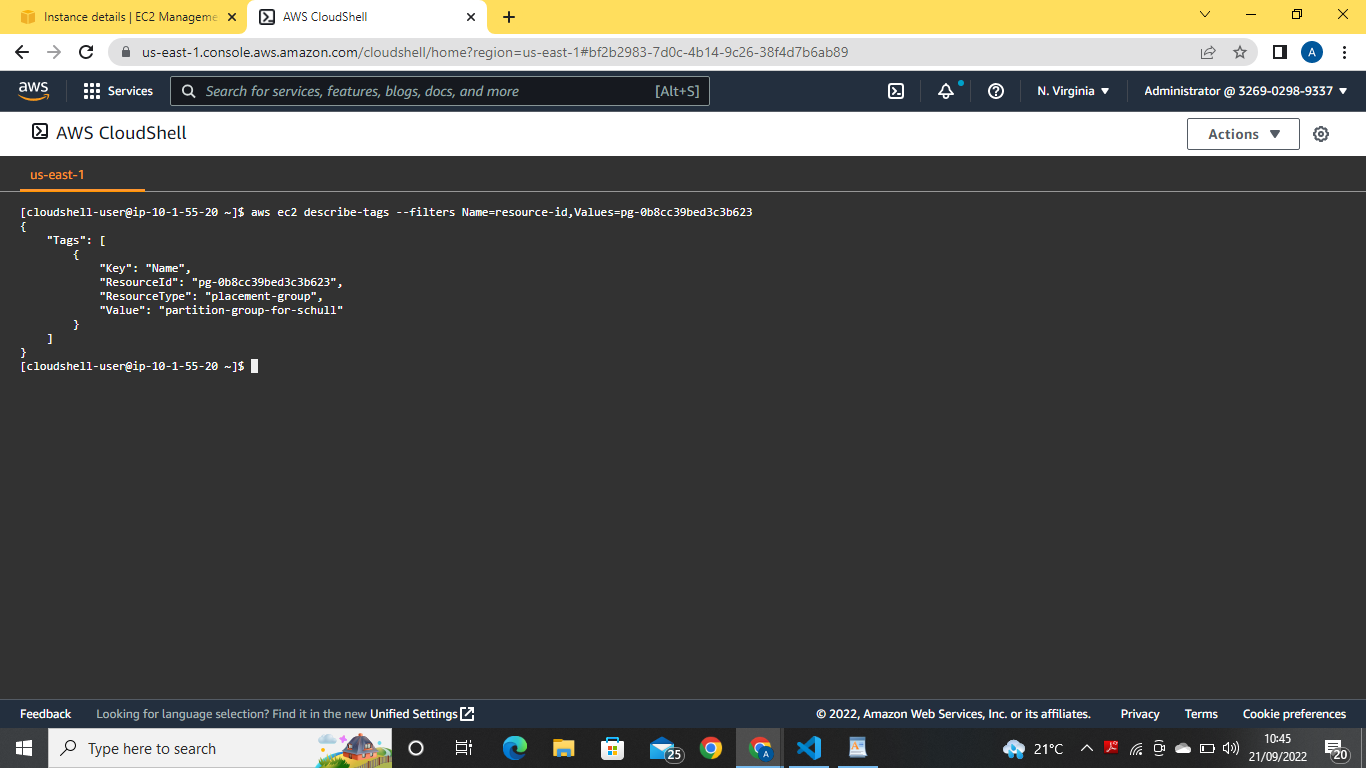 Instance details | EC2 Manageme
AWS CloudShell
us-east-1.console.aws.amazon.com/cloudshell/home?region=us-east-1#bf2b2983-7d0c-4b14-9c26-38f4d7b6ab89
A
aws
Services
Search for services, features, blogs, docs, and more
[Alt+S]
N. Virginia
Administrator @ 3269-0298-9337
AWS CloudShell
Actions
us-east-1
[cloudshell-user@ip-10-1-55-20 ~]$ aws ec2 describe-tags --filters Name=resource-id,Values=pg-0b8cc39bed3c3b623
{
    "Tags": [
        {
            "Key": "Name",
            "ResourceId": "pg-0b8cc39bed3c3b623",
            "ResourceType": "placement-group",
            "Value": "partition-group-for-schull"
        }
    ]
}
[cloudshell-user@ip-10-1-55-20 ~]$
Feedback
Looking for language selection? Find it in the new Unified Settings
© 2022, Amazon Web Services, Inc. or its affiliates.
Privacy
Terms
Cookie preferences
Type here to search
25
A
21°C
10:45
21/09/2022
20